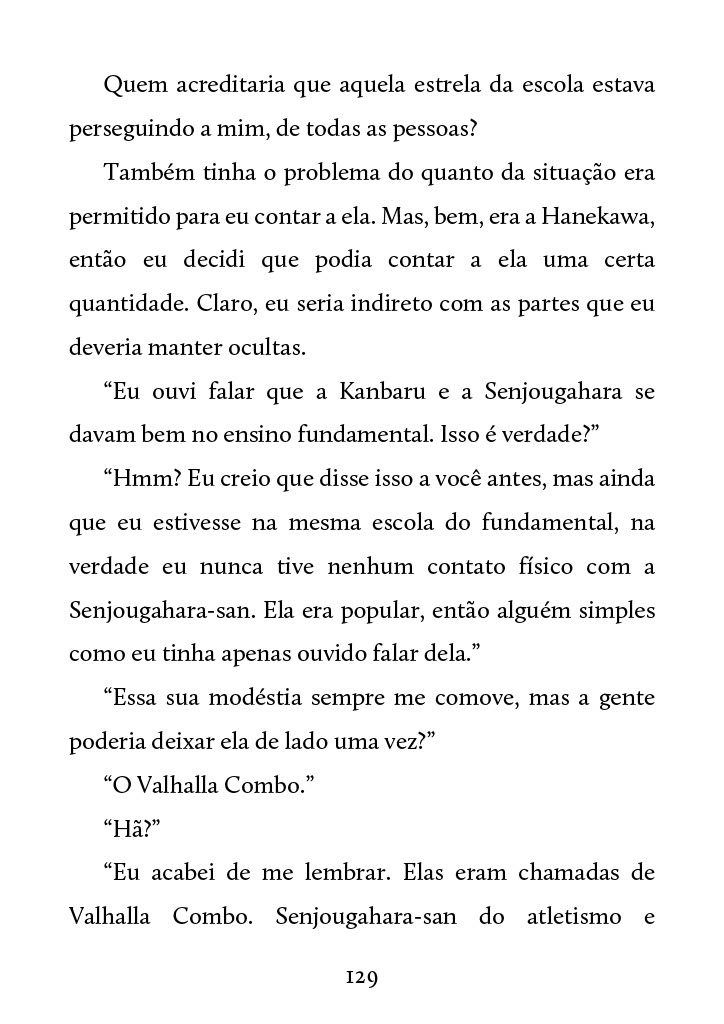 Quem acreditaria que aquela estrela da escola estava
perseguindo a mim, de todas as pessoas?
Também tinha o problema do quanto da situação era
permitido para eu contar a ela. Mas, bem, era a Hanekawa,
então eu decidi que podia contar a ela uma certa
quantidade. Claro, eu seria indireto com as partes que eu
deveria manter ocultas.
“Eu ouvi falar que a Kanbaru e a Senjougahara se
davam bem no ensino fundamental. Isso é verdade?”
“Hmm? Eu creio que disse isso a você antes, mas ainda
que eu estivesse na mesma escola do fundamental, na
verdade eu nunca tive nenhum contato físico com a
Senjougahara-san. Ela era popular, então alguém simples
como eu tinha apenas ouvido falar dela.”
“Essa sua modéstia sempre me comove, mas a gente
poderia deixar ela de lado uma vez?”
“O Valhalla Combo.”
“Hã?”
“Eu acabei de me lembrar. Elas eram chamadas de
Valhalla Combo. Senjougahara-san do atletismo e
129